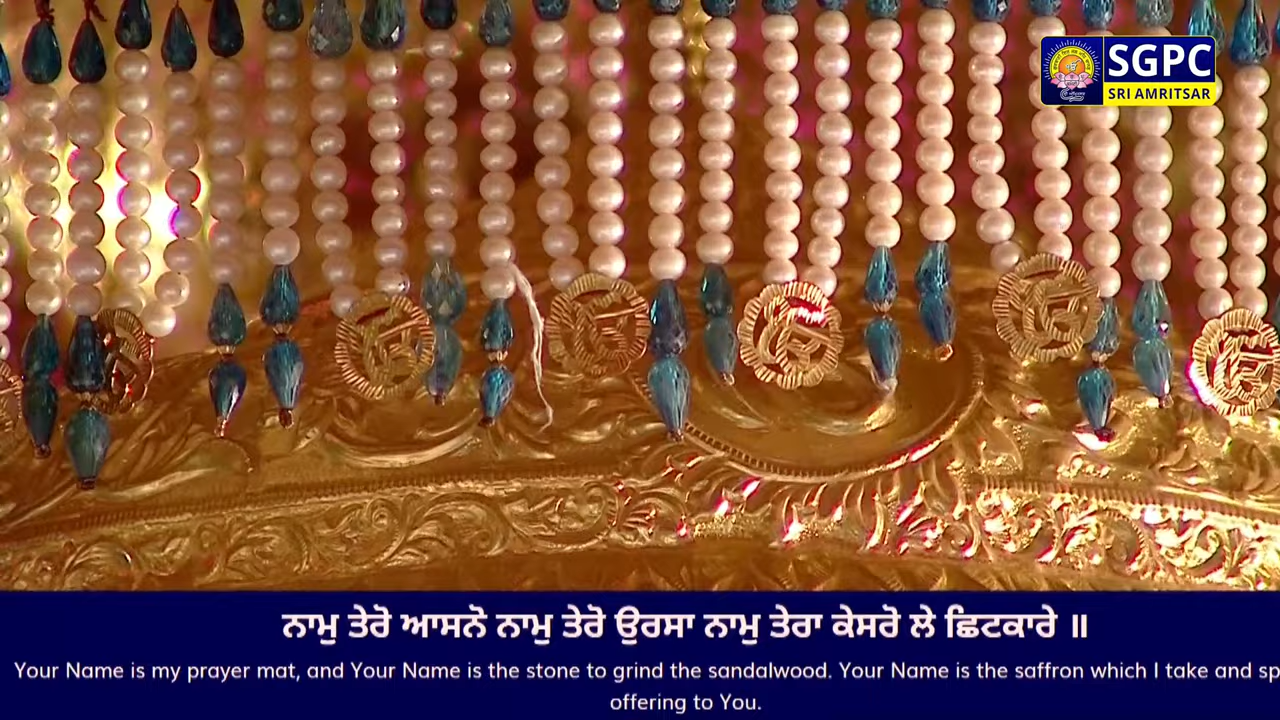 SGPC
SRI AMRITSAR
ਨਾਮੁ ਤੇਰੋ ਆਸਨੋ ਨਾਮੁ ਤੇਰੋ ਉਰਸਾ ਨਾਮੁ ਤੇਰਾ ਕੇਸਰੋ ਲੇ ਛਿਟਕਾਰੇ ॥
Your Name is my prayer mat, and Your Name is the stone to grind the sandalwood. Your Name is the saffron which I take and
offering to You.